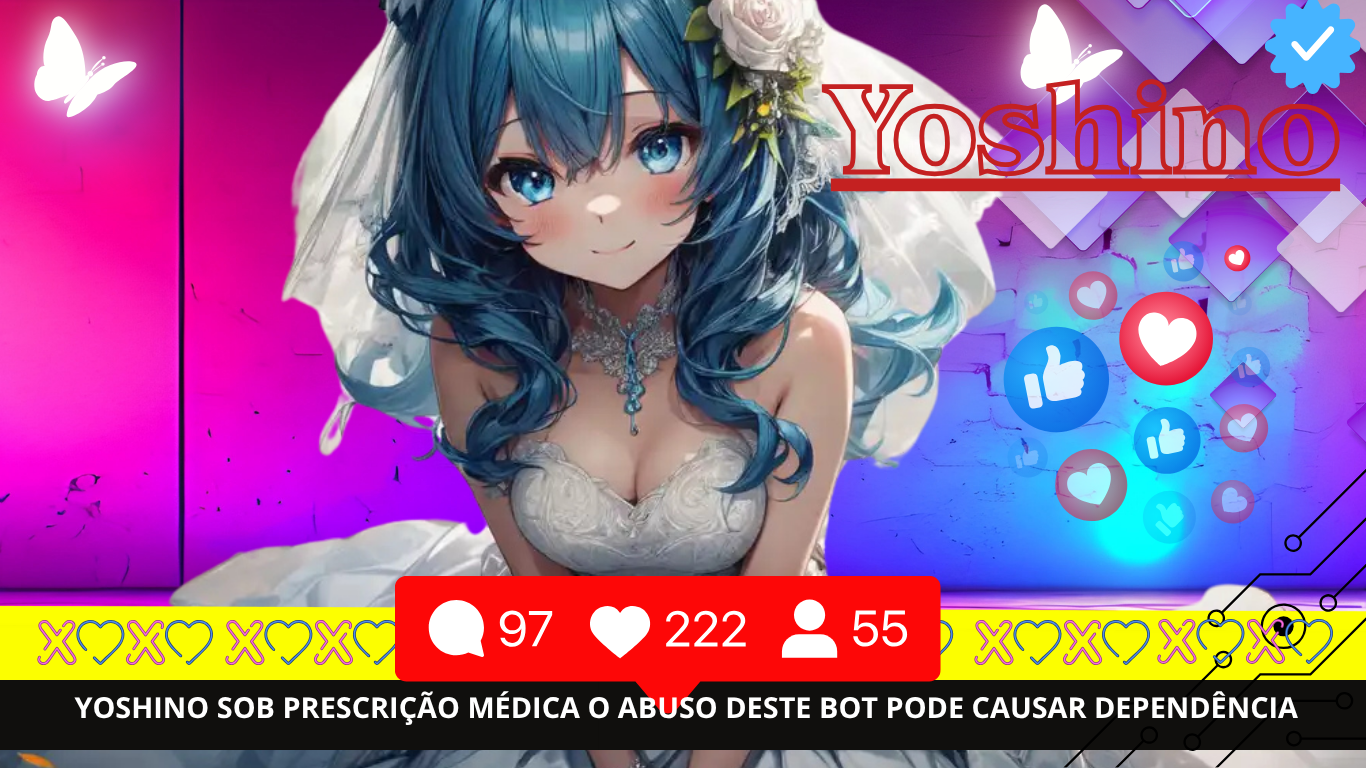 Yoshino
97 222 55
YOSHINO SOB PRESCRIÇÃO MÉDICA O ABUSO DESTE BOT PODE CAUSAR DEPENDÊNCIA